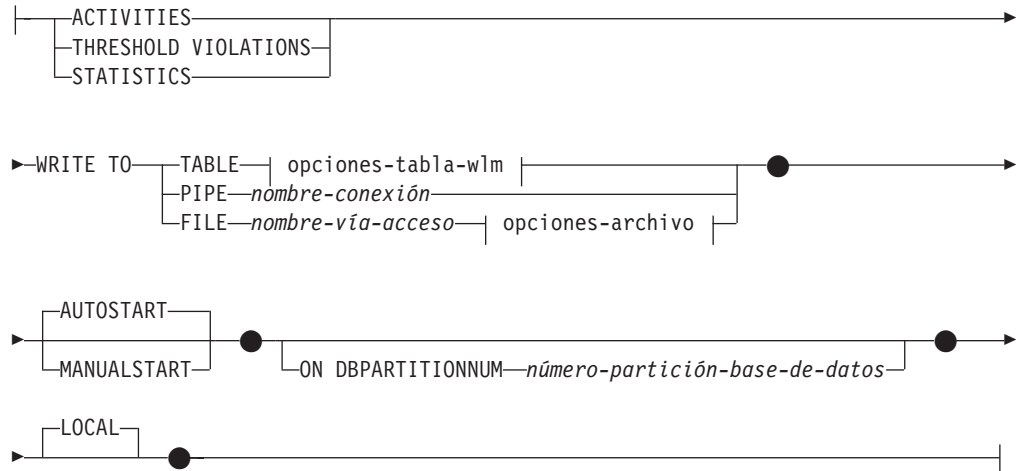 ACTIVITIES
THRESHOLD VIOLATIONS
STATISTICS
WRITE TO TABLE opciones-tabla-wlm
PIPE nombre-conexión
FILE nombre-vía-acceso opciones-archivo
AUTOSTART
MANUALSTART ON DBPARTITIONNUM número-partición-base-de-datos
LOCAL